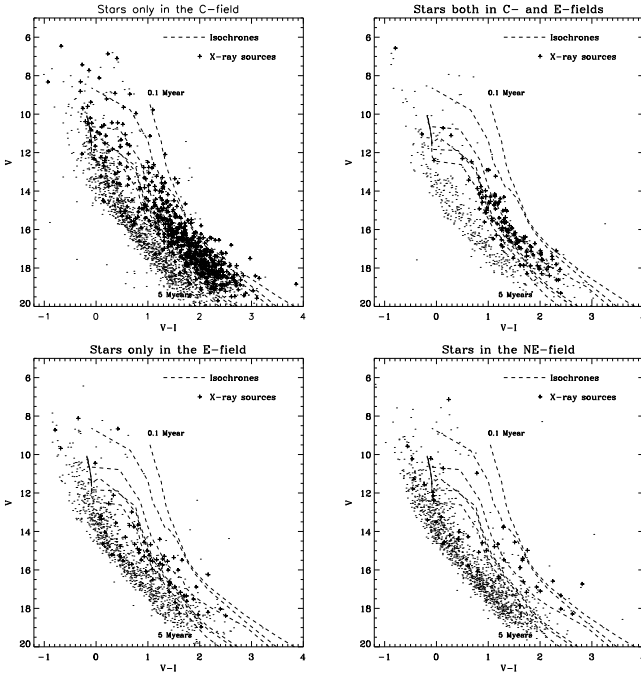 Stars only in the C-field
Isochrones
X-ray sources
0.1 Myear
5 Myears
V
V-I
6
8
10
12
14
16
18
20
-1 0 1 2 3 4
Stars both in C- and E-fields
Isochrones
X-ray sources
0.1 Myear
5 Myears
V
V-I
6
8
10
12
14
16
18
20
-1 0 1 2 3 4
Stars only in the E-field
Isochrones
X-ray sources
0.1 Myear
5 Myears
V
V-I
6
8
10
12
14
16
18
20
-1 0 1 2 3 4
Stars in the NE-field
Isochrones
X-ray sources
0.1 Myear
5 Myears
V
V-I
6
8
10
12
14
16
18
20
-1 0 1 2 3 4